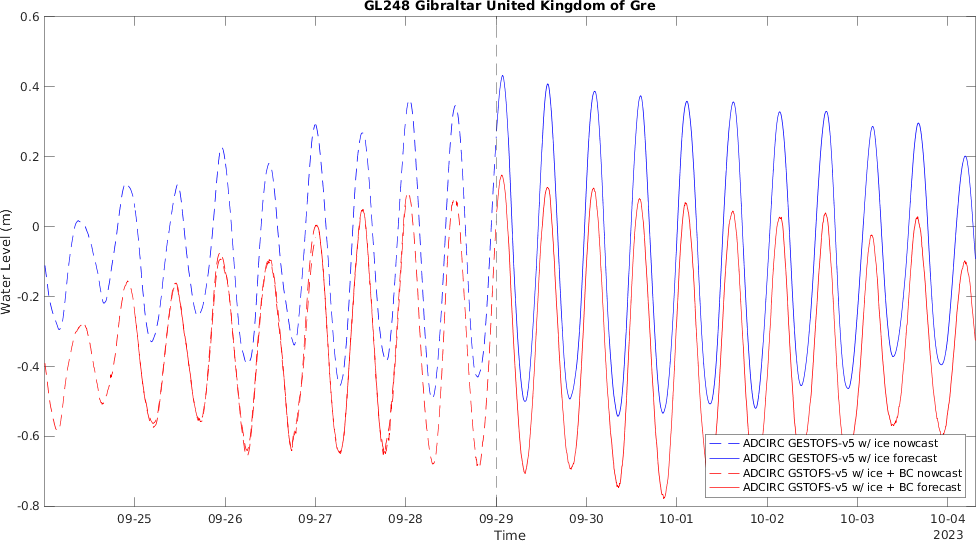 GL248 Gibraltar United Kingdom of Gre
0.6
0.4
0.2
0
-0.2
-0.4
-0.6
-0.8
Water Level (m)
ADCIRC GESTOFS-v5 w/ ice nowcast
ADCIRC GESTOFS-v5 w/ ice forecast
ADCIRC GSTOFS-v5 w/ ice + BC nowcast
ADCIRC GSTOFS-v5 w/ ice + BC forecast
09-25 09-26 09-27 09-28 09-29 09-30 10-01 10-02 10-03 10-04
Time 2023